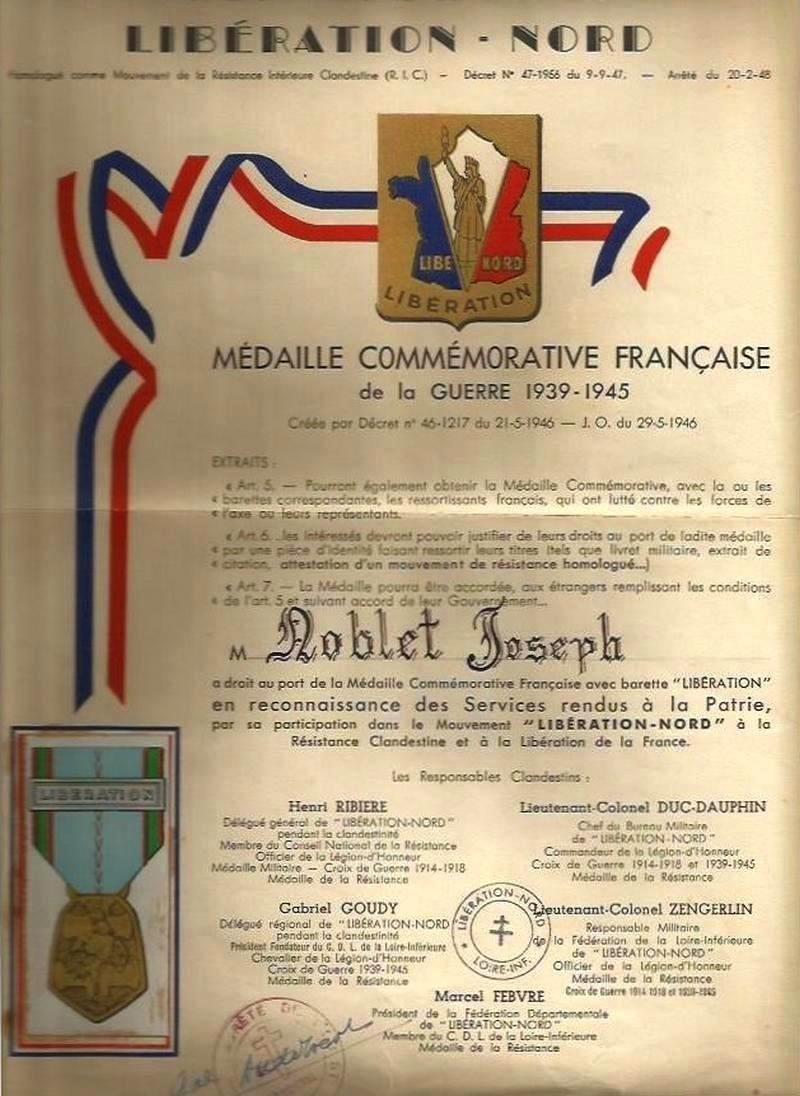 LIBÉRATION - NORD
Homologué comme Mouvement de la Résistance Intérieure Clandestine (R. I. C.) — Décret N° 47-1956 du 9-9-47. — Arrêté du 20-2-48
LIBE NORD
LIBÉRATION
MÉDAILLE COMMÉMORATIVE FRANÇAISE
de la GUERRE 1939-1945
Créée par Décret n° 46-1217 du 21-5-1946 — J. O. du 29-5-1946
EXTRAITS :
« Art. 5. — Pourront également obtenir la Médaille Commémorative, avec la ou les
« barettes correspondantes, les ressortissants français, qui ont lutté contre les forces de
« l'axe ou leurs représentants.
« Art. 6. ..les intéressés devront pouvoir justifier de leurs droits au port de ladite médaille
« par une pièce d'identité faisant ressortir leurs titres (tels que livret militaire, extrait de
« citation, attestation d'un mouvement de résistance homologué...)
« Art. 7. — La Médaille pourra être accordée, aux étrangers remplissant les conditions
« de l'art. 5 et suivant accord de leur Gouvernement...
M Noblet Joseph
a droit au port de la Médaille Commémorative Française avec barette "LIBÉRATION"
en reconnaissance des Services rendus à la Patrie,
par sa participation dans le Mouvement "LIBÉRATION-NORD" à la
Résistance Clandestine et à la Libération de la France.
Les Responsables Clandestins :
LIBERATION
Henri RIBIERE
Délégué général de "LIBÉRATION-NORD"
pendant la clandestinité
Membre du Conseil National de la Résistance
Officier de la Légion-d'Honneur
Médaille Militaire — Croix de Guerre 1914-1918
Médaille de la Résistance
Lieutenant-Colonel DUC-DAUPHIN
Chef du Bureau Militaire
de "LIBÉRATION-NORD"
Commandeur de la Légion-d'Honneur
Croix de Guerre 1914-1918 et 1939-1945
Médaille de la Résistance
Gabriel GOUDY
Délégué régional de "LIBÉRATION-NORD
pendant la clandestinité
Président Fondateur du C. D. L. de la Loire-Inférieure
Chevalier de la Légion-d'Honneur
Croix de Guerre 1939-1945
Médaille de la Résistance
LIBÉRATION-NORD
LOIRE-INF.
Lieutenant-Colonel ZENGERLIN
Responsable Militaire
de la Fédération de la Loire-Inférieure
de "LIBÉRATION-NORD"
Officier de la Légion-d'Honneur
Médaille de la Résistance
Croix de Guerre 1914-1918 et 1939-1945
Marcel FEBVRE
Président de la Fédération Départementale
de "LIBÉRATION-NORD"
Membre du C. D. L. de la Loire-Inférieure
Médaille de la Résistance